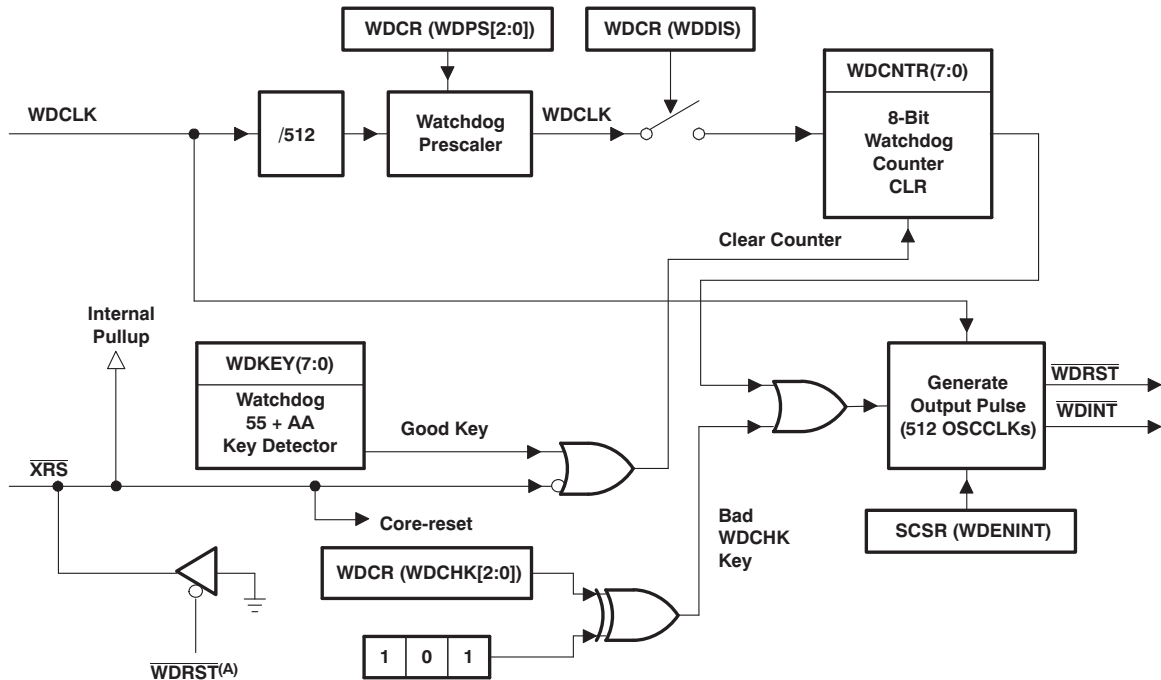 WDCR (WDPS[2:0])
WDCR (WDDIS)
WDCNTR(7:0)
WDCLK
/512
Watchdog
Prescaler
WDCLK
8-Bit
Watchdog
Counter
CLR
Clear Counter
Internal
Pullup
WDKEY(7:0)
Watchdog
55 + AA
Key Detector
Good Key
Generate
Output Pulse
(512 OSCCLKs)
WDRST
WDINT
XRS
Core-reset
Bad
WDCHK
Key
SCSR (WDENINT)
WDCR (WDCHK[2:0])
1 0 1
WDRST(A)